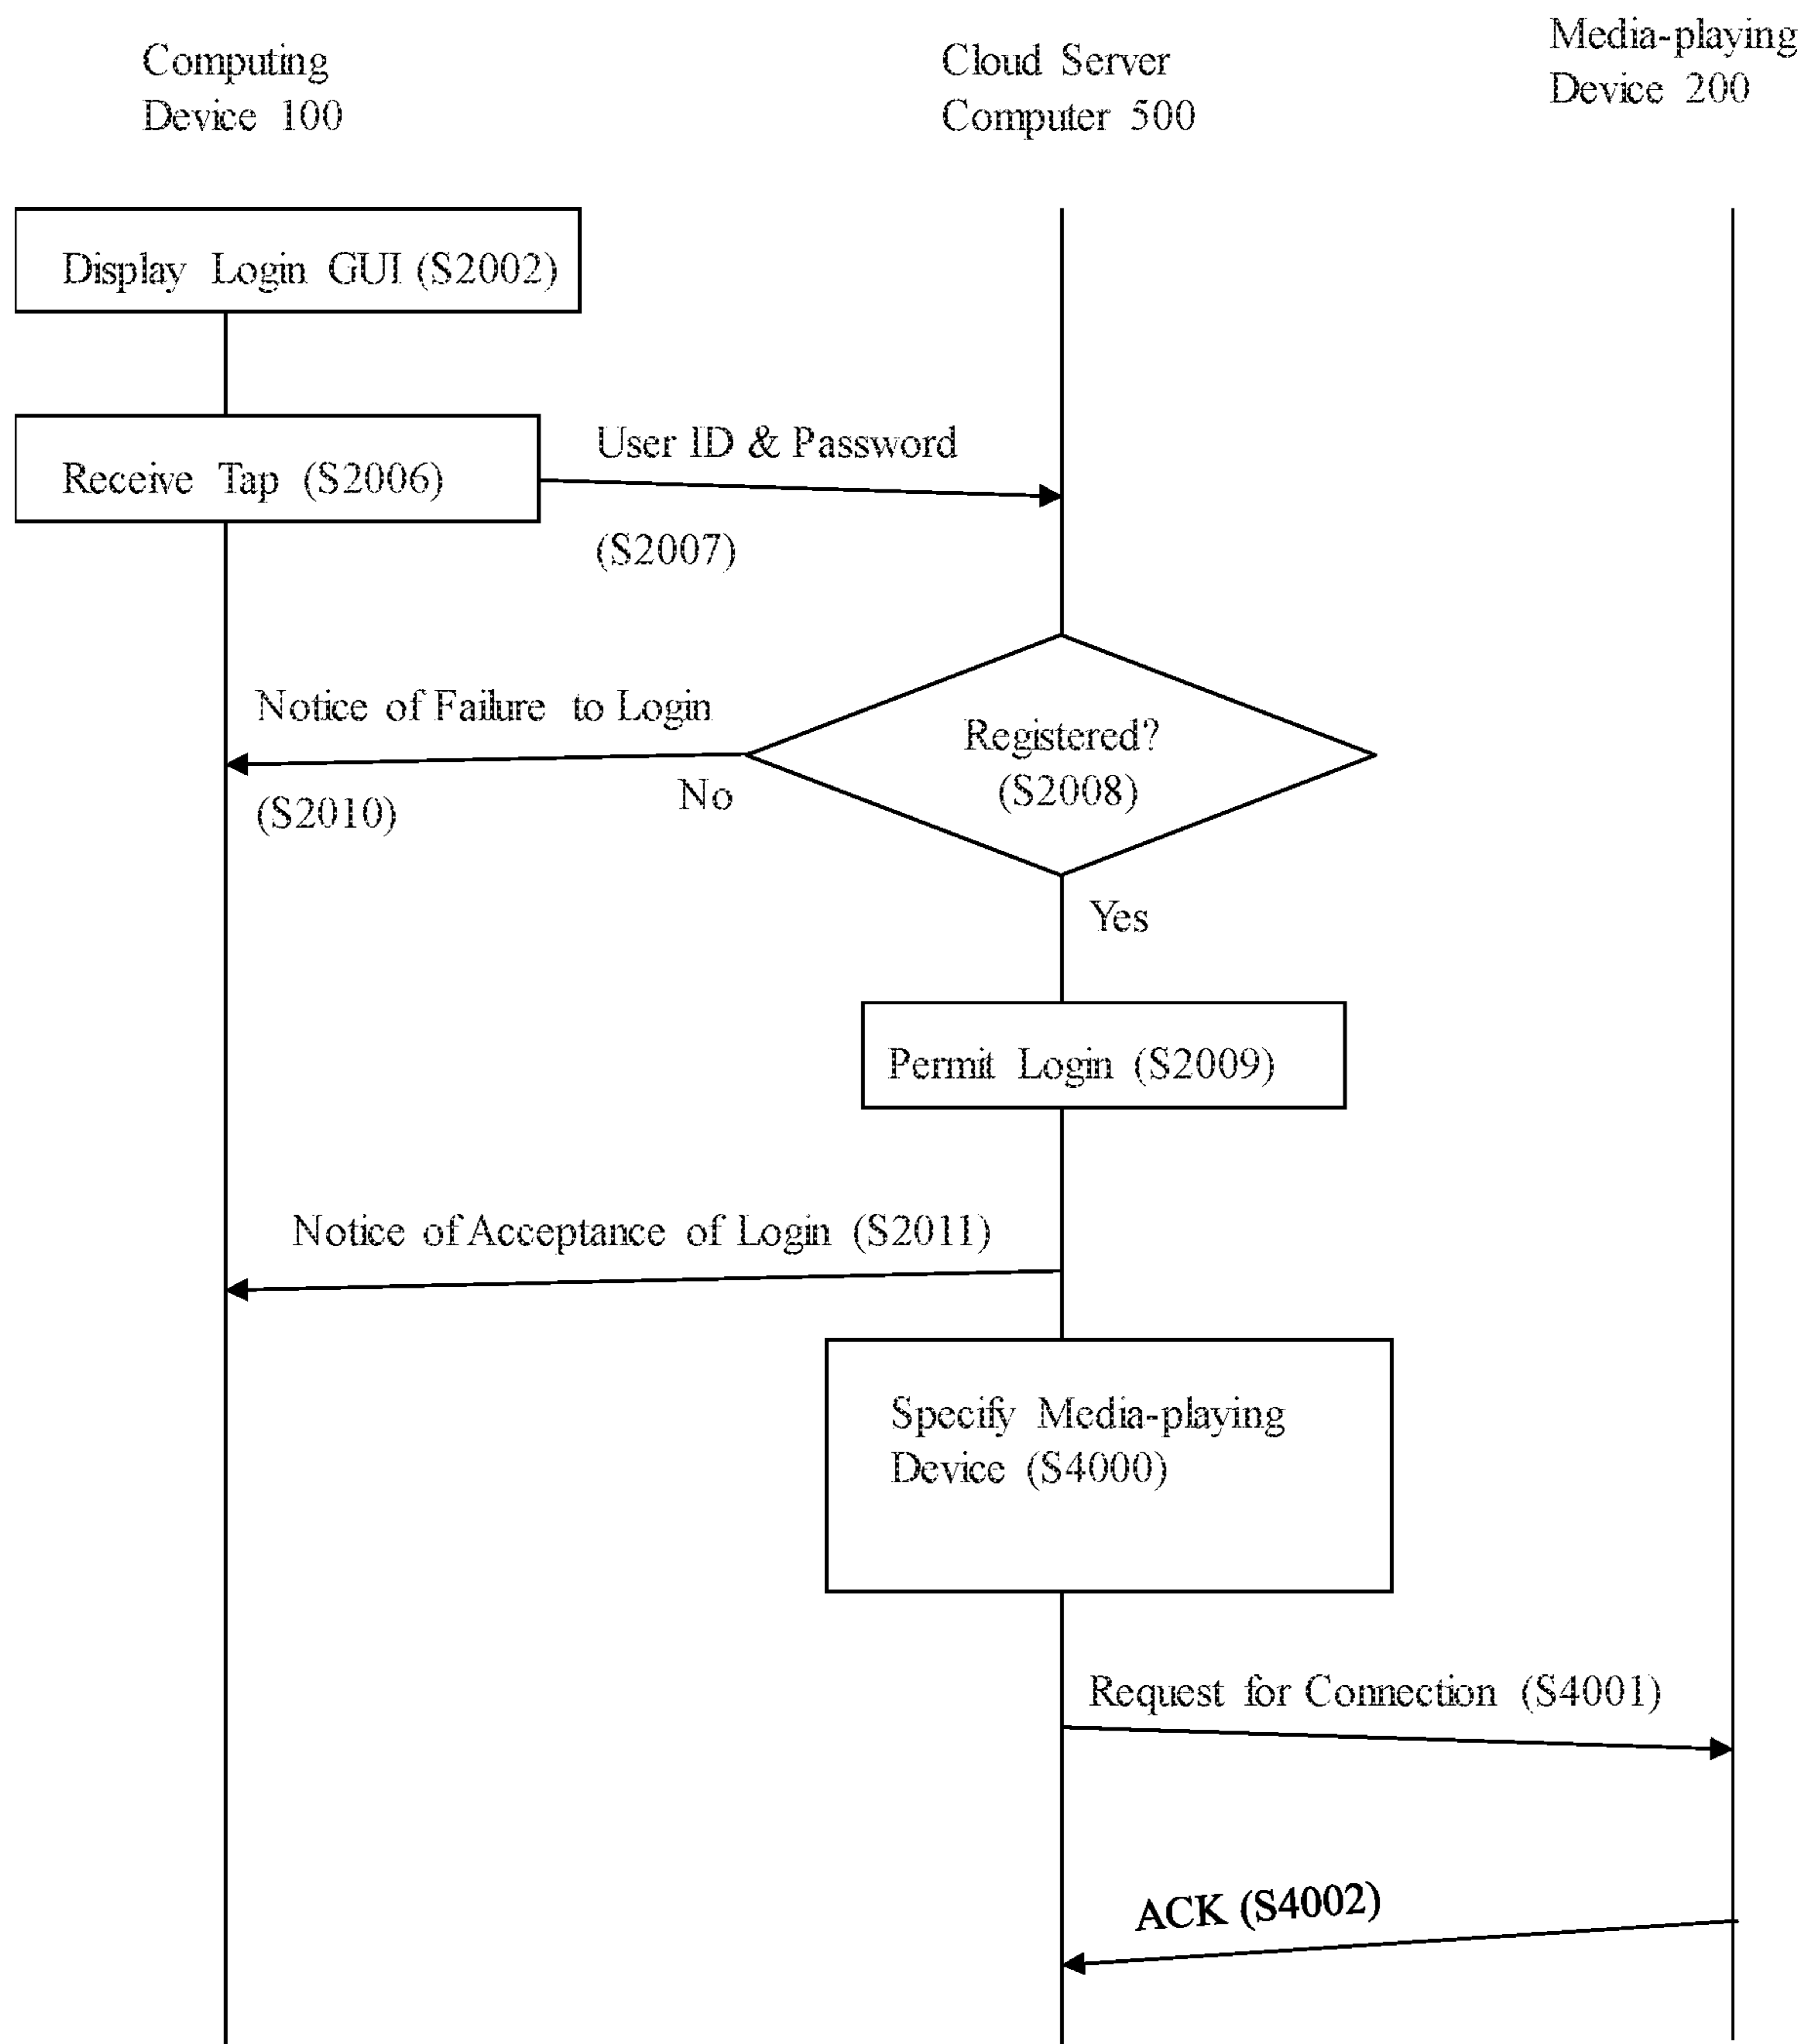 Computing
Device 100
Cloud Server
Computer 500
Media-playing
Device 200
Display Login GUI (S2002)
Receive Tap (S2006)
User ID & Password
(S2007)
Notice of Failure to Login
(S2010)
No
Registered?
(S2008)
Yes
Permit Login (S2009)
Notice of Acceptance of Login (S2011)
Specify Media-playing
Device (S4000)
Request for Connection (S4001)
ACK (S4002)